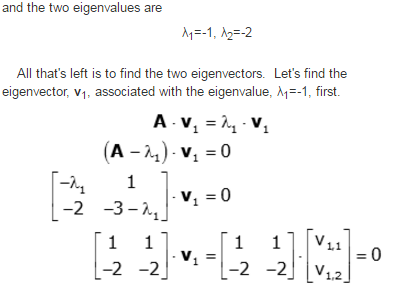 and the two eigenvalues are
λ₁=-1, λ₂=-2
All that's left is to find the two eigenvectors. Let's find the
eigenvector, v₁, associated with the eigenvalue, λ₁=-1, first.
A · v₁ = λ₁ · v₁
(A − λ₁) · v₁ = 0
[−λ₁ 1; −2 −3 − λ₁] · v₁ = 0
[1 1; −2 −2] · v₁ = [1 1; −2 −2] · [v₁,₁; v₁,₂] = 0